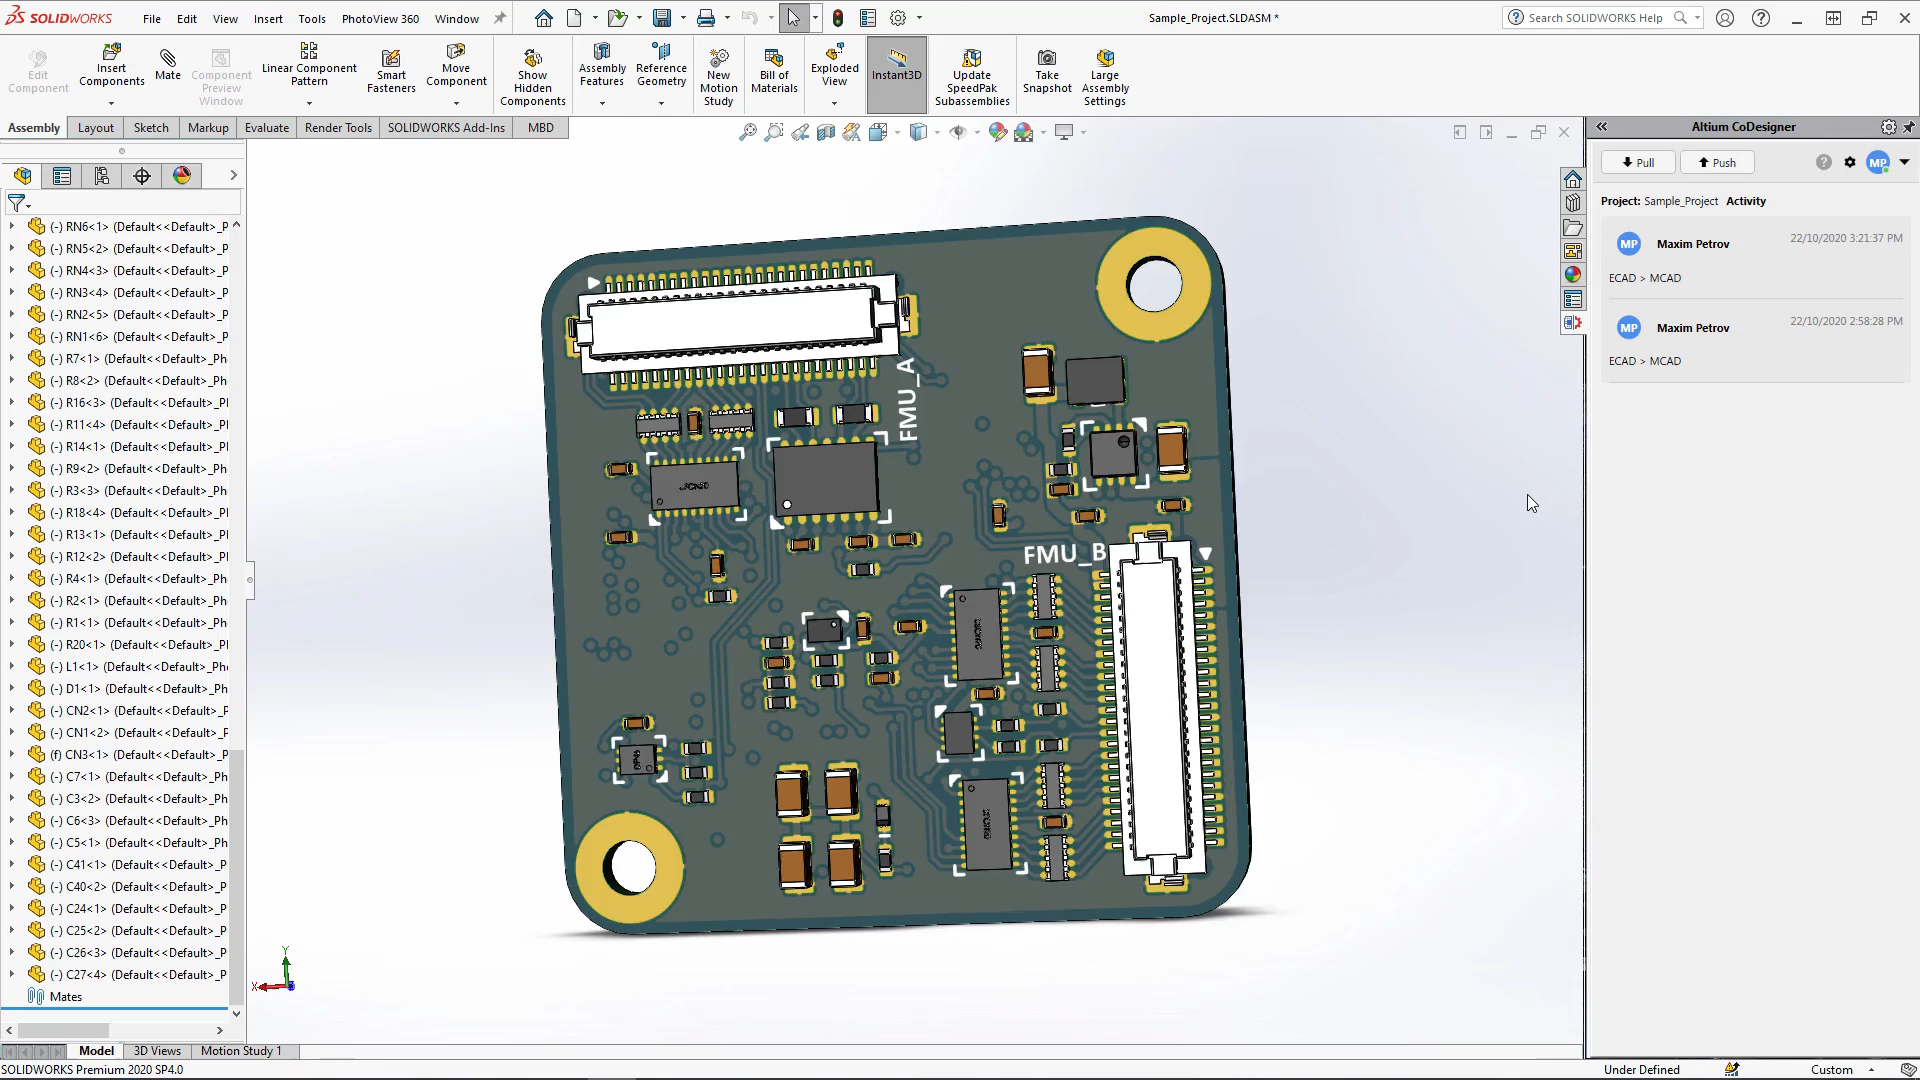 SOLIDWORKS File Edit View Insert Tools PhotoView 360 Window
Sample_Project.SLDASM *
Search SOLIDWORKS Help
Edit Component
Insert Components
Mate
Component Preview Window
Linear Component Pattern
Smart Fasteners
Move Component
Show Hidden Components
Assembly Features
Reference Geometry
New Motion Study
Bill of Materials
Exploded View
Instant3D
Update SpeedPak Subassemblies
Take Snapshot
Large Assembly Settings
Assembly Layout Sketch Markup Evaluate Render Tools SOLIDWORKS Add-Ins MBD
(-) RN6<1> (Default<<Default>_P
(-) RN5<2> (Default<<Default>_P
(-) RN4<3> (Default<<Default>_P
(-) RN3<4> (Default<<Default>_P
(-) RN2<5> (Default<<Default>_P
(-) RN1<6> (Default<<Default>_P
(-) R7<1> (Default<<Default>_Ph
(-) R8<2> (Default<<Default>_Ph
(-) R16<3> (Default<<Default>_P
(-) R11<4> (Default<<Default>_P
(-) R14<1> (Default<<Default>_P
(-) R9<2> (Default<<Default>_Ph
(-) R3<3> (Default<<Default>_Ph
(-) R18<4> (Default<<Default>_P
(-) R13<1> (Default<<Default>_P
(-) R12<2> (Default<<Default>_P
(-) R4<1> (Default<<Default>_Ph
(-) R2<1> (Default<<Default>_Ph
(-) R1<1> (Default<<Default>_Ph
(-) R20<1> (Default<<Default>_P
(-) L1<1> (Default<<Default>_Ph
(-) D1<1> (Default<<Default>_Ph
(-) CN2<1> (Default<<Default>_P
(-) CN1<2> (Default<<Default>_P
(f) CN3<1> (Default<<Default>_P
(-) C7<1> (Default<<Default>_Ph
(-) C3<2> (Default<<Default>_Ph
(-) C6<3> (Default<<Default>_Ph
(-) C5<1> (Default<<Default>_Ph
(-) C41<1> (Default<<Default>_P
(-) C40<2> (Default<<Default>_P
(-) C24<1> (Default<<Default>_P
(-) C25<2> (Default<<Default>_P
(-) C26<3> (Default<<Default>_P
(-) C27<4> (Default<<Default>_P
Mates
FMU_A
FMU_B
Y
X
Altium CoDesigner
Pull Push
MP
Project: Sample_Project Activity
MP Maxim Petrov 22/10/2020 3:21:37 PM
ECAD > MCAD
MP Maxim Petrov 22/10/2020 2:58:28 PM
ECAD > MCAD
Model 3D Views Motion Study 1
SOLIDWORKS Premium 2020 SP4.0
Under Defined
Custom